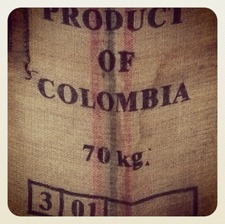 PRODUCT
OF
COLOMBIA
70 kg.
3 01